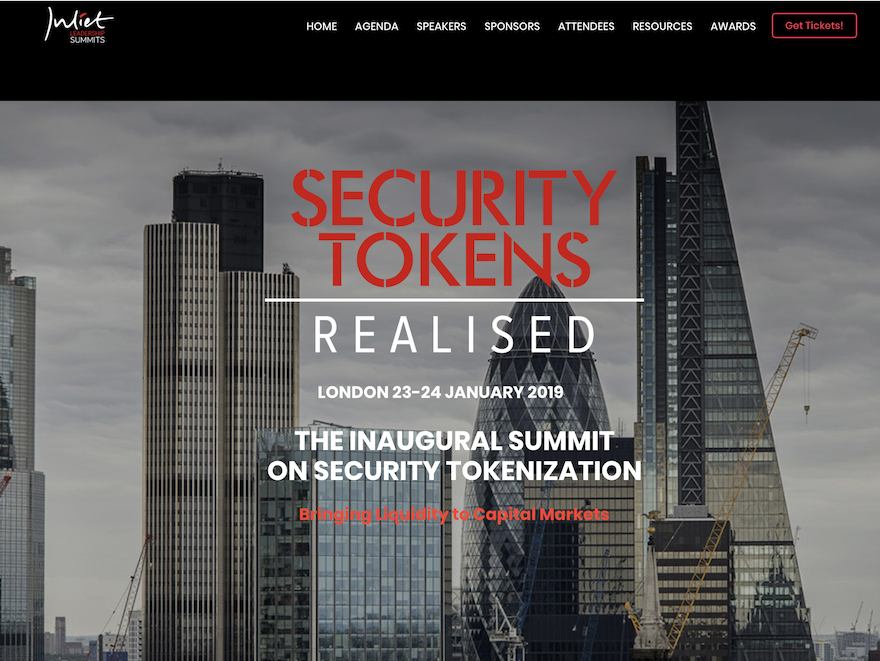 Juliet
LEADERSHIP
SUMMITS
HOME AGENDA SPEAKERS SPONSORS ATTENDEES RESOURCES AWARDS Get Tickets!
SECURITY
TOKENS
REALISED
LONDON 23-24 JANUARY 2019
THE INAUGURAL SUMMIT
ON SECURITY TOKENIZATION
Bringing Liquidity to Capital Markets